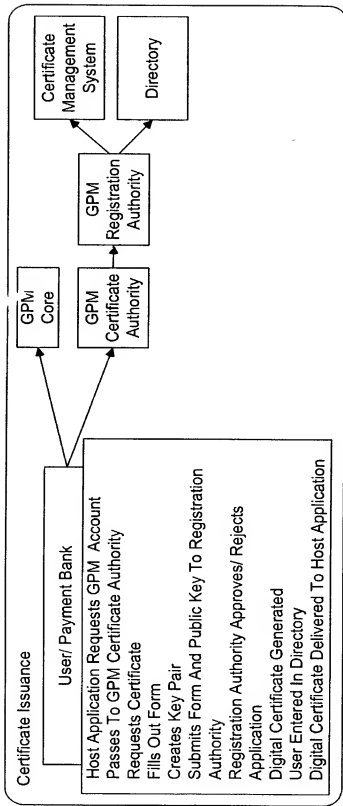 Certificate Issuance
User/ Payment Bank
Host Application Requests GPM Account
Passes To GPM Certificate Authority
Requests Certificate
Fills Out Form
Creates Key Pair
Submits Form And Public Key To Registration
Authority
Registration Authority Approves/ Rejects
Application
Digital Certificate Generated
User Entered In Directory
Digital Certificate Delivered To Host Application
GPM
Core
GPM
Certificate
Authority
GPM
Registration
Authority
Certificate
Management
System
Directory